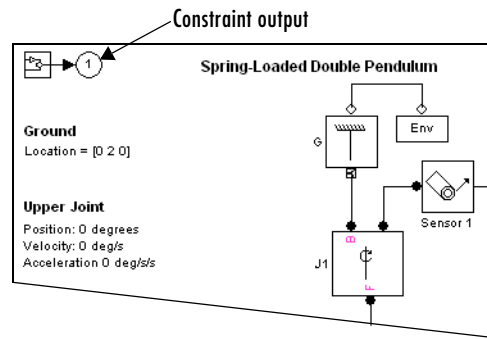 Constraint output
1
Spring-Loaded Double Pendulum
Ground
Location = [0 2 0]
G
Env
Sensor 1
Upper Joint
Position: 0 degrees
Velocity: 0 deg/s
Acceleration 0 deg/s/s
J1
B
F